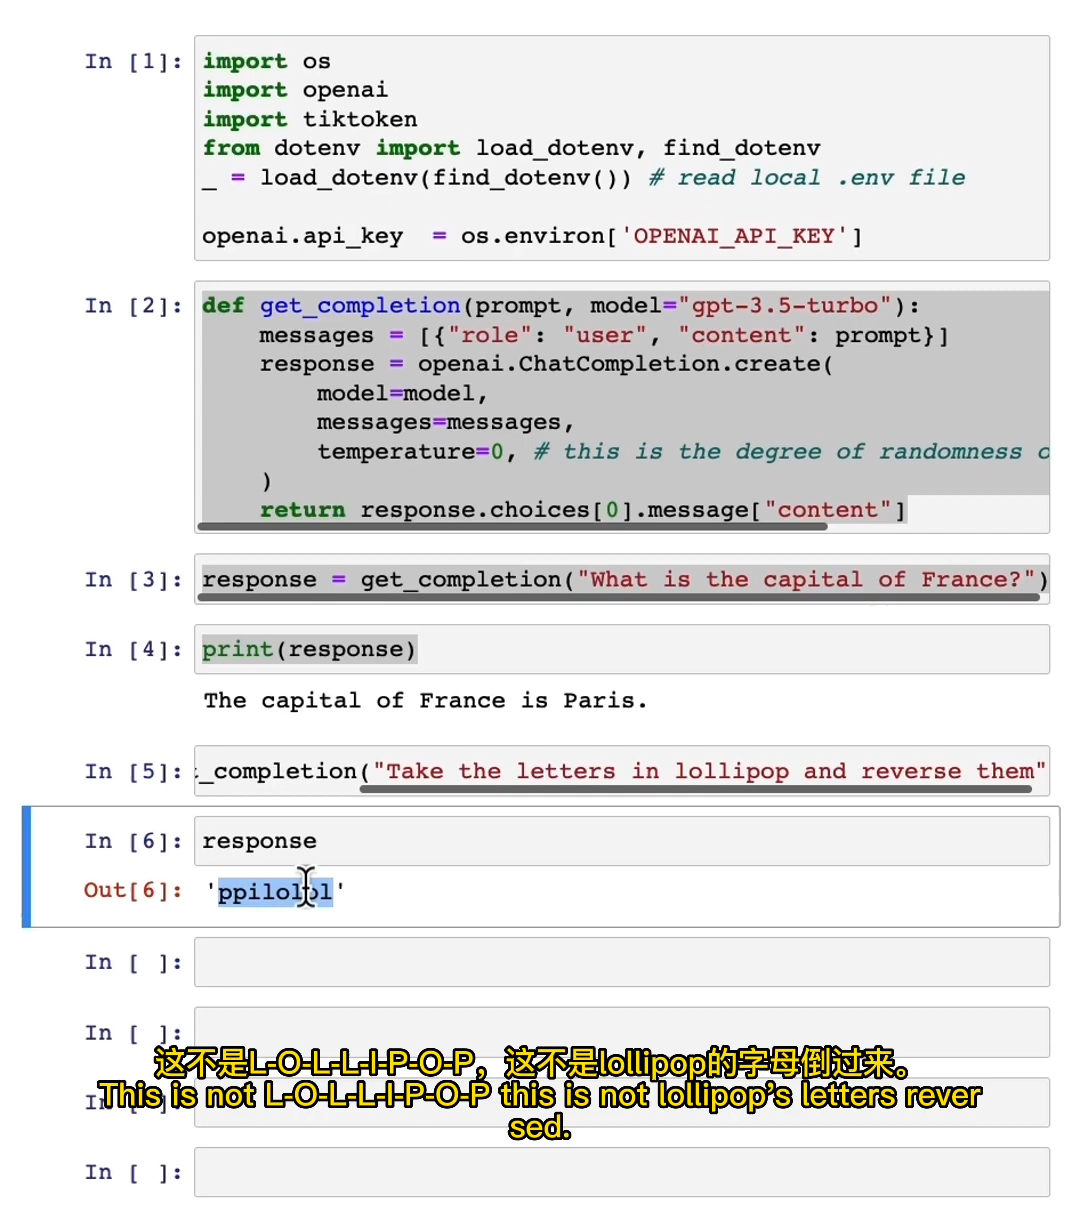 In [1]: import os
import openai
import tiktoken
from dotenv import load_dotenv, find_dotenv
_ = load_dotenv(find_dotenv()) # read local .env file
openai.api_key  = os.environ['OPENAI_API_KEY']
In [2]: def get_completion(prompt, model="gpt-3.5-turbo"):
    messages = [{"role": "user", "content": prompt}]
    response = openai.ChatCompletion.create(
        model=model,
        messages=messages,
        temperature=0, # this is the degree of randomness
    )
    return response.choices[0].message["content"]
In [3]: response = get_completion("What is the capital of France?")
In [4]: print(response)
The capital of France is Paris.
In [5]: t_completion("Take the letters in lollipop and reverse them"
In [6]: response
Out[6]: 'ppilolol'
In [ ]:
In [ ]:
这不是L-O-L-L-I-P-O-P，这不是lollipop的字母倒过来。
In [ ]:
This is not L-O-L-L-I-P-O-P this is not lollipop's letters rever
sed.
In [ ]: